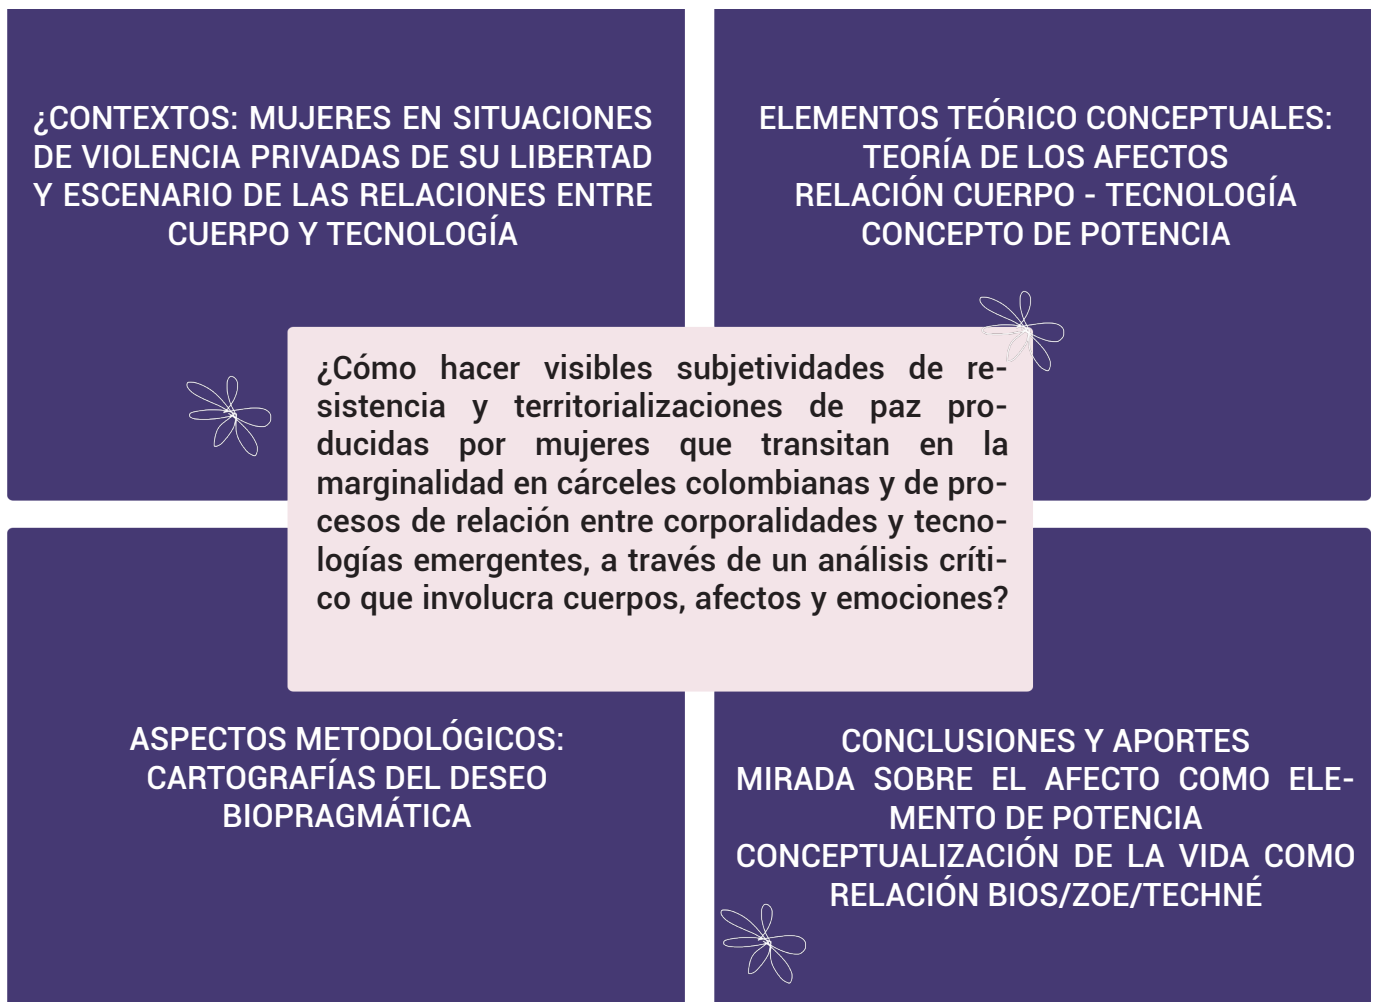 ¿CONTEXTOS: MUJERES EN SITUACIONES
DE VIOLENCIA PRIVADAS DE SU LIBERTAD
Y ESCENARIO DE LAS RELACIONES ENTRE
CUERPO Y TECNOLOGÍA
ELEMENTOS TEÓRICO CONCEPTUALES:
TEORÍA DE LOS AFECTOS
RELACIÓN CUERPO - TECNOLOGÍA
CONCEPTO DE POTENCIA
¿Cómo hacer visibles subjetividades de re-
sistencia y territorializaciones de paz pro-
ducidas por mujeres que transitan en la
marginalidad en cárceles colombianas y de pro-
cesos de relación entre corporalidades y tecno-
logías emergentes, a través de un análisis críti-
co que involucra cuerpos, afectos y emociones?
ASPECTOS METODOLÓGICOS:
CARTOGRAFÍAS DEL DESEO
BIOPRAGMÁTICA
CONCLUSIONES Y APORTES
MIRADA SOBRE EL AFECTO COMO ELE-
MENTO DE POTENCIA
CONCEPTUALIZACIÓN DE LA VIDA COMO
RELACIÓN BIOS/ZOE/TECHNÉ